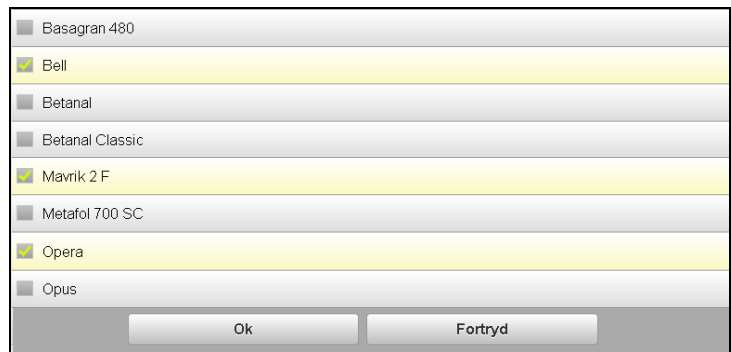 Basagran 480
Bell
Betanal
Betanal Classic
Mavrik 2 F
Metafol 700 SC
Opera
Opus
Ok Fortryd